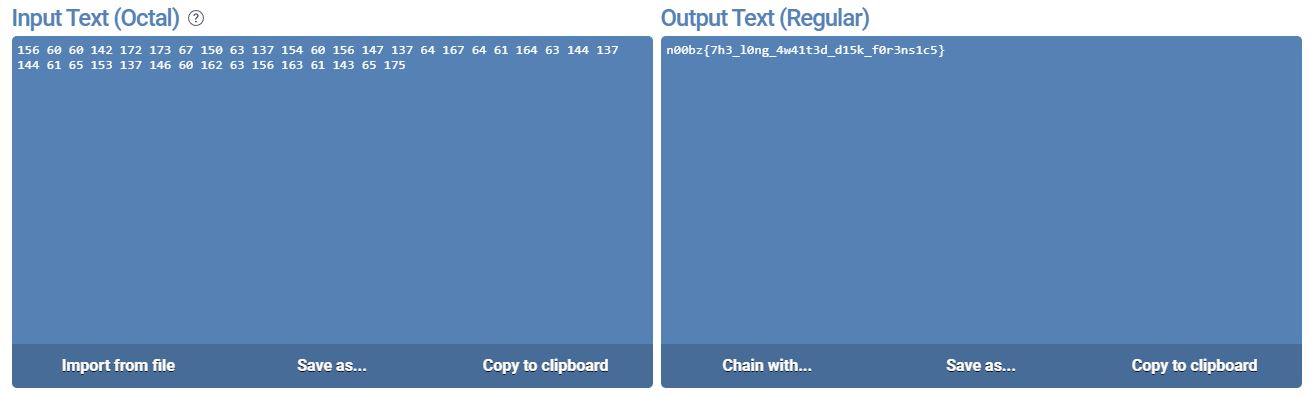 Input Text (Octal) ?
156 60 60 142 172 173 67 150 63 137 154 60 156 147 137 64 167 64 61 164 63 144 137
144 61 65 153 137 146 60 162 63 156 163 61 143 65 175
Import from file
Save as...
Copy to clipboard
Output Text (Regular)
n00bz{7h3_l0ng_4w41t3d_d15k_f0r3ns1c5}
Chain with...
Save as...
Copy to clipboard